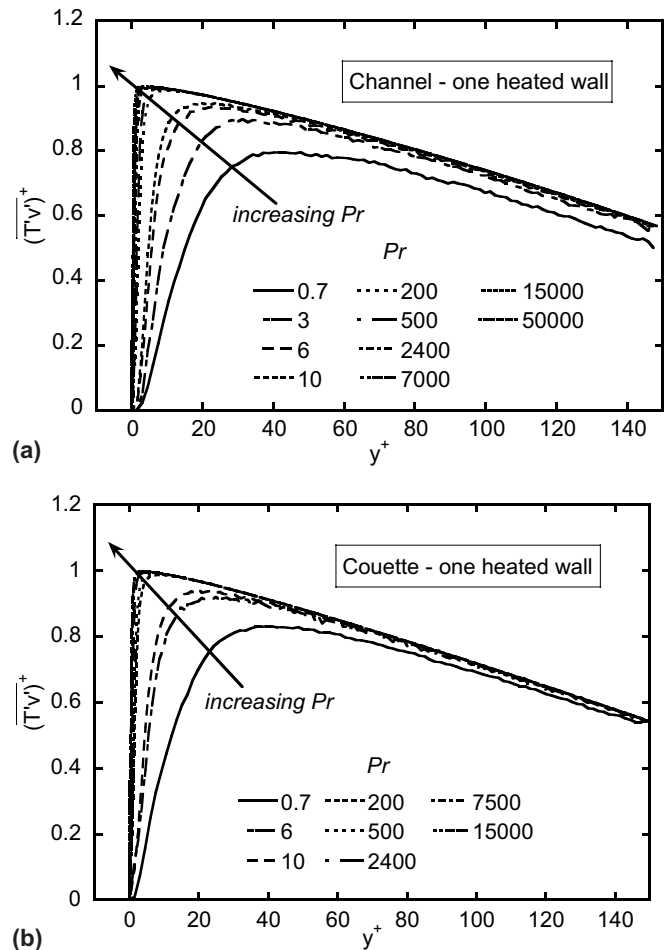 1.2
Channel - one heated wall
1
0.8
(T'v')+
increasing Pr
0.6
Pr
0.7 200 15000
0.4
3 500 50000
6 2400
0.2
10 7000
0
0 20 40 60 80 100 120 140
(a)
y+
1.2
Couette - one heated wall
1
0.8
(T'v')+
increasing Pr
0.6
Pr
0.4
0.7 200 7500
6 500 15000
0.2
10 2400
0
0 20 40 60 80 100 120 140
(b)
y+